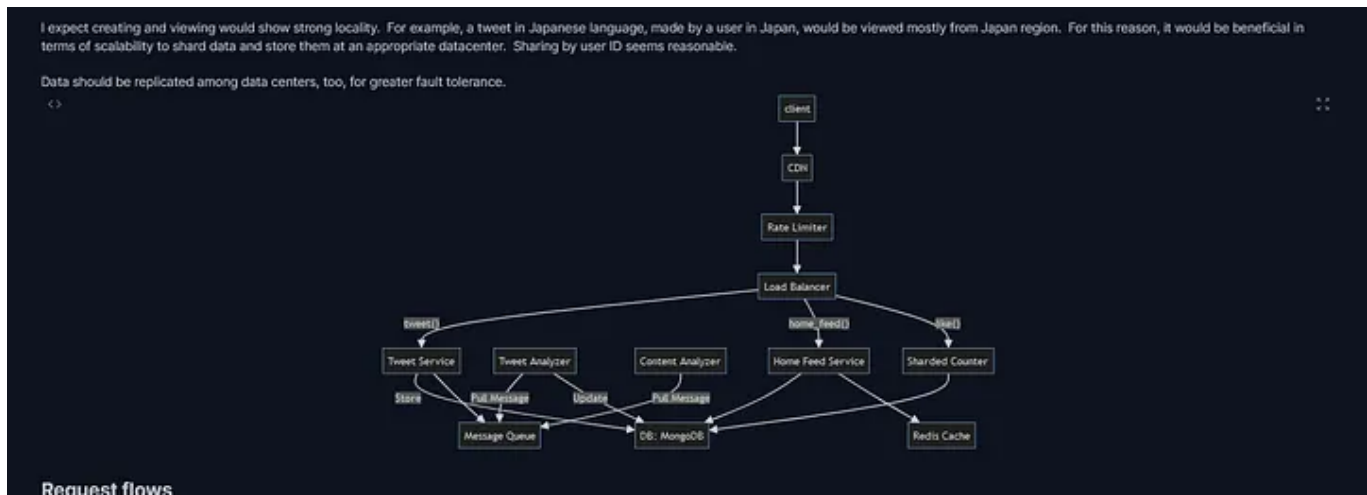 I expect creating and viewing would show strong locality. For example, a tweet in Japanese language, made by a user in Japan, would be viewed mostly from Japan region. For this reason, it would be beneficial in
terms of scalability to shard data and store them at an appropriate datacenter. Sharing by user ID seems reasonable.
Data should be replicated among data centers, too, for greater fault tolerance.
<>
client
CDN
Rate Limiter
Load Balancer
tweet() home_feed() like()
Tweet Service Tweet Analyzer Content Analyzer Home Feed Service Sharded Counter
Store Pull Message Update Pull Message
Message Queue DB: MongoDB Redis Cache
Request flows